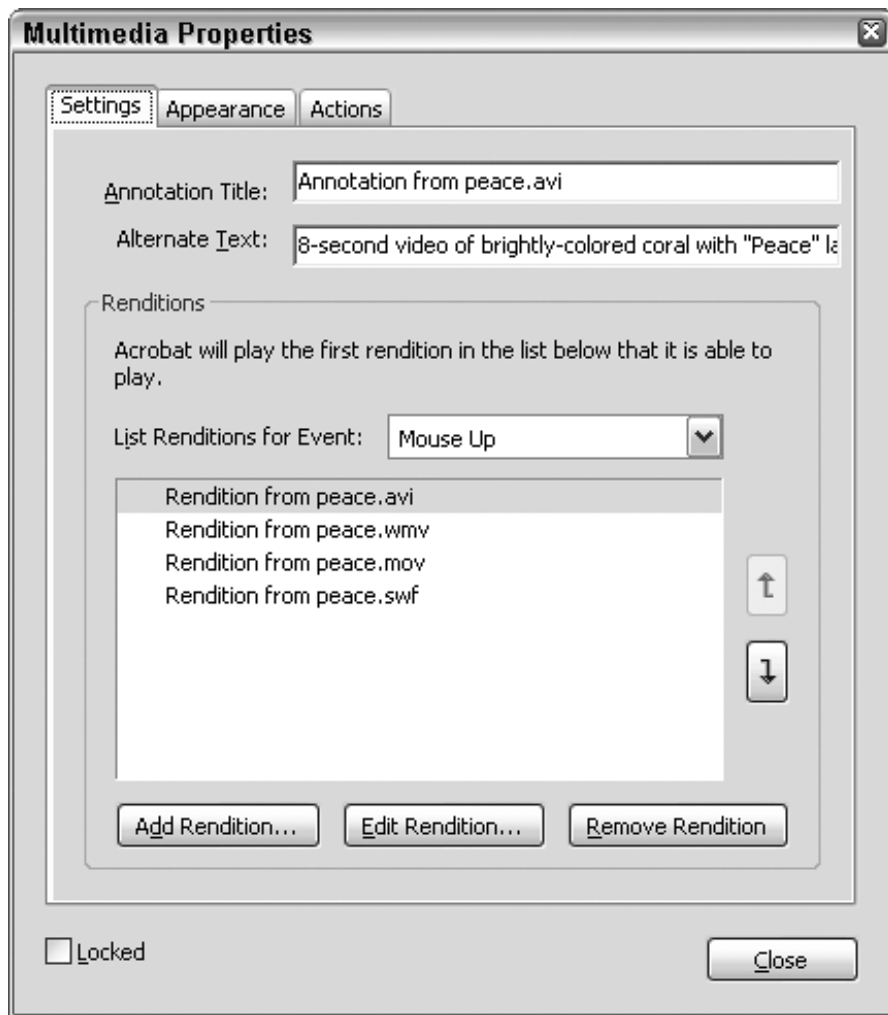 Multimedia Properties
Settings Appearance Actions
Annotation Title: Annotation from peace.avi
Alternate Text: 8-second video of brightly-colored coral with "Peace" la
Renditions
Acrobat will play the first rendition in the list below that it is able to
play.
List Renditions for Event: Mouse Up
Rendition from peace.avi
Rendition from peace.wmv
Rendition from peace.mov
Rendition from peace.swf
Add Rendition... Edit Rendition... Remove Rendition
Locked Close